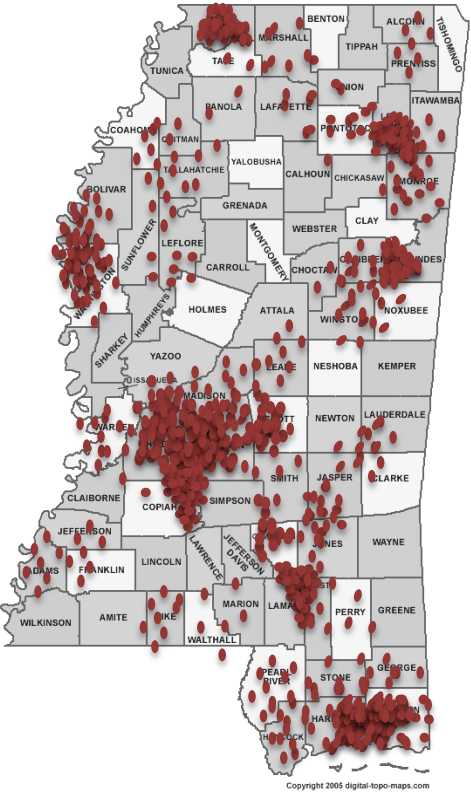 BENTON
ALCORN
TISHOMINGO
MARSHALL
TIPPAH
PRENTISS
TUNICA
TATE
PANOLA
LAFAYETTE
UNION
ITAWAMBA
COAHOMA
QUITMAN
PONTOTOC
YALOBUSHA
TALLAHATCHIE
CALHOUN
CHICKASAW
MONROE
BOLIVAR
GRENADA
CLAY
SUNFLOWER
LEFLORE
MONTGOMERY
WEBSTER
CARROLL
CHOCTAW
WASHINGTON
HUMPHREYS
HOLMES
ATTALA
WINSTON
NOXUBEE
SHARKEY
YAZOO
ISSAQUENA
LEAKE
NESHOBA
KEMPER
MADISON
WARREN
SCOTT
NEWTON
LAUDERDALE
SMITH
JASPER
CLARKE
CLAIBORNE
COPIAH
SIMPSON
JEFFERSON
LAWRENCE
JEFFERSON
DAVIS
JONES
WAYNE
ADAMS
FRANKLIN
LINCOLN
WILKINSON
AMITE
PIKE
MARION
LAMAR
PERRY
GREENE
WALTHALL
PEARL
RIVER
STONE
GEORGE
HANCOCK
Copyright 2005 digital-topo-maps.com